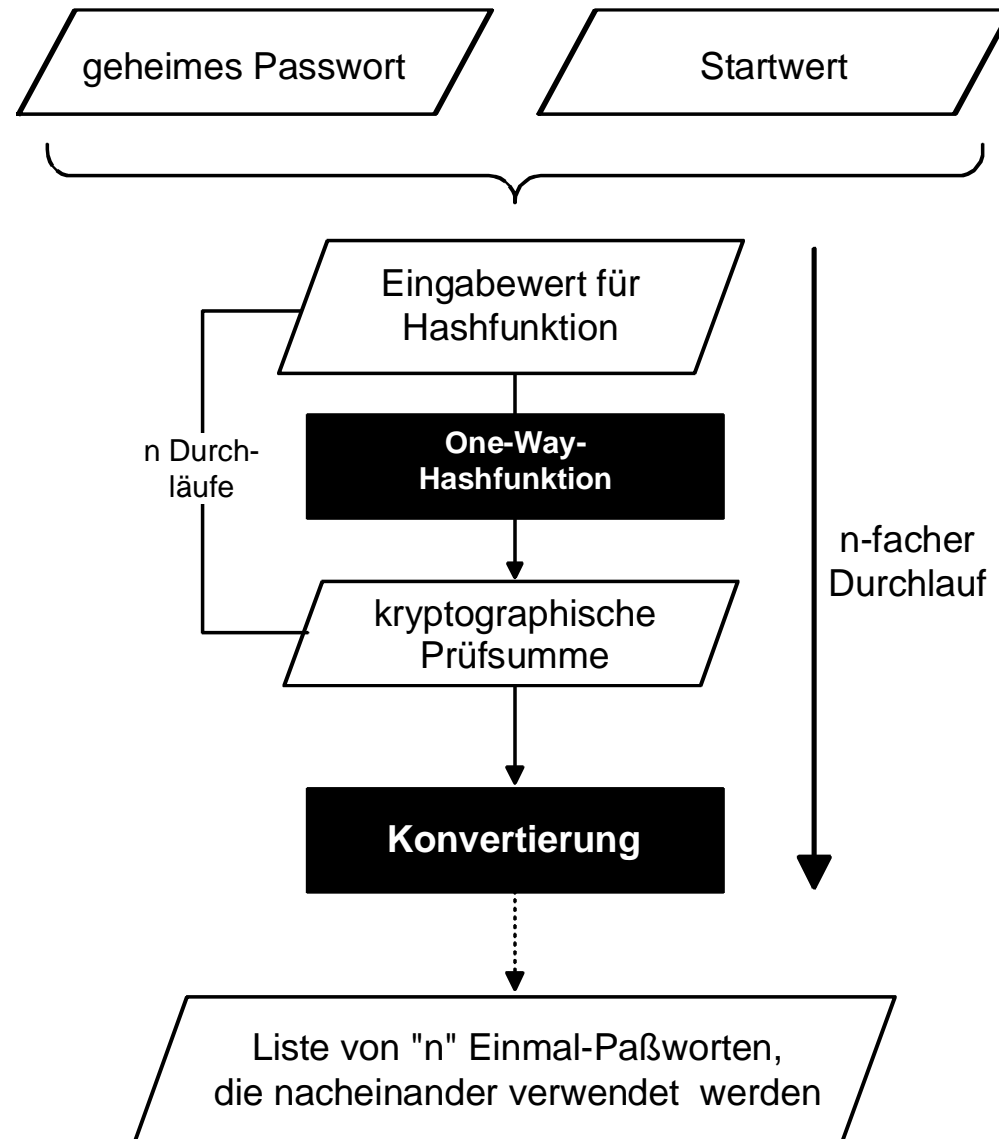 geheimes Passwort
Startwert
Eingabewert für
Hashfunktion
One-Way-
Hashfunktion
n Durch-
läufe
n-facher
Durchlauf
kryptographische
Prüfsumme
Konvertierung
Liste von "n" Einmal-Paßworten,
die nacheinander verwendet werden